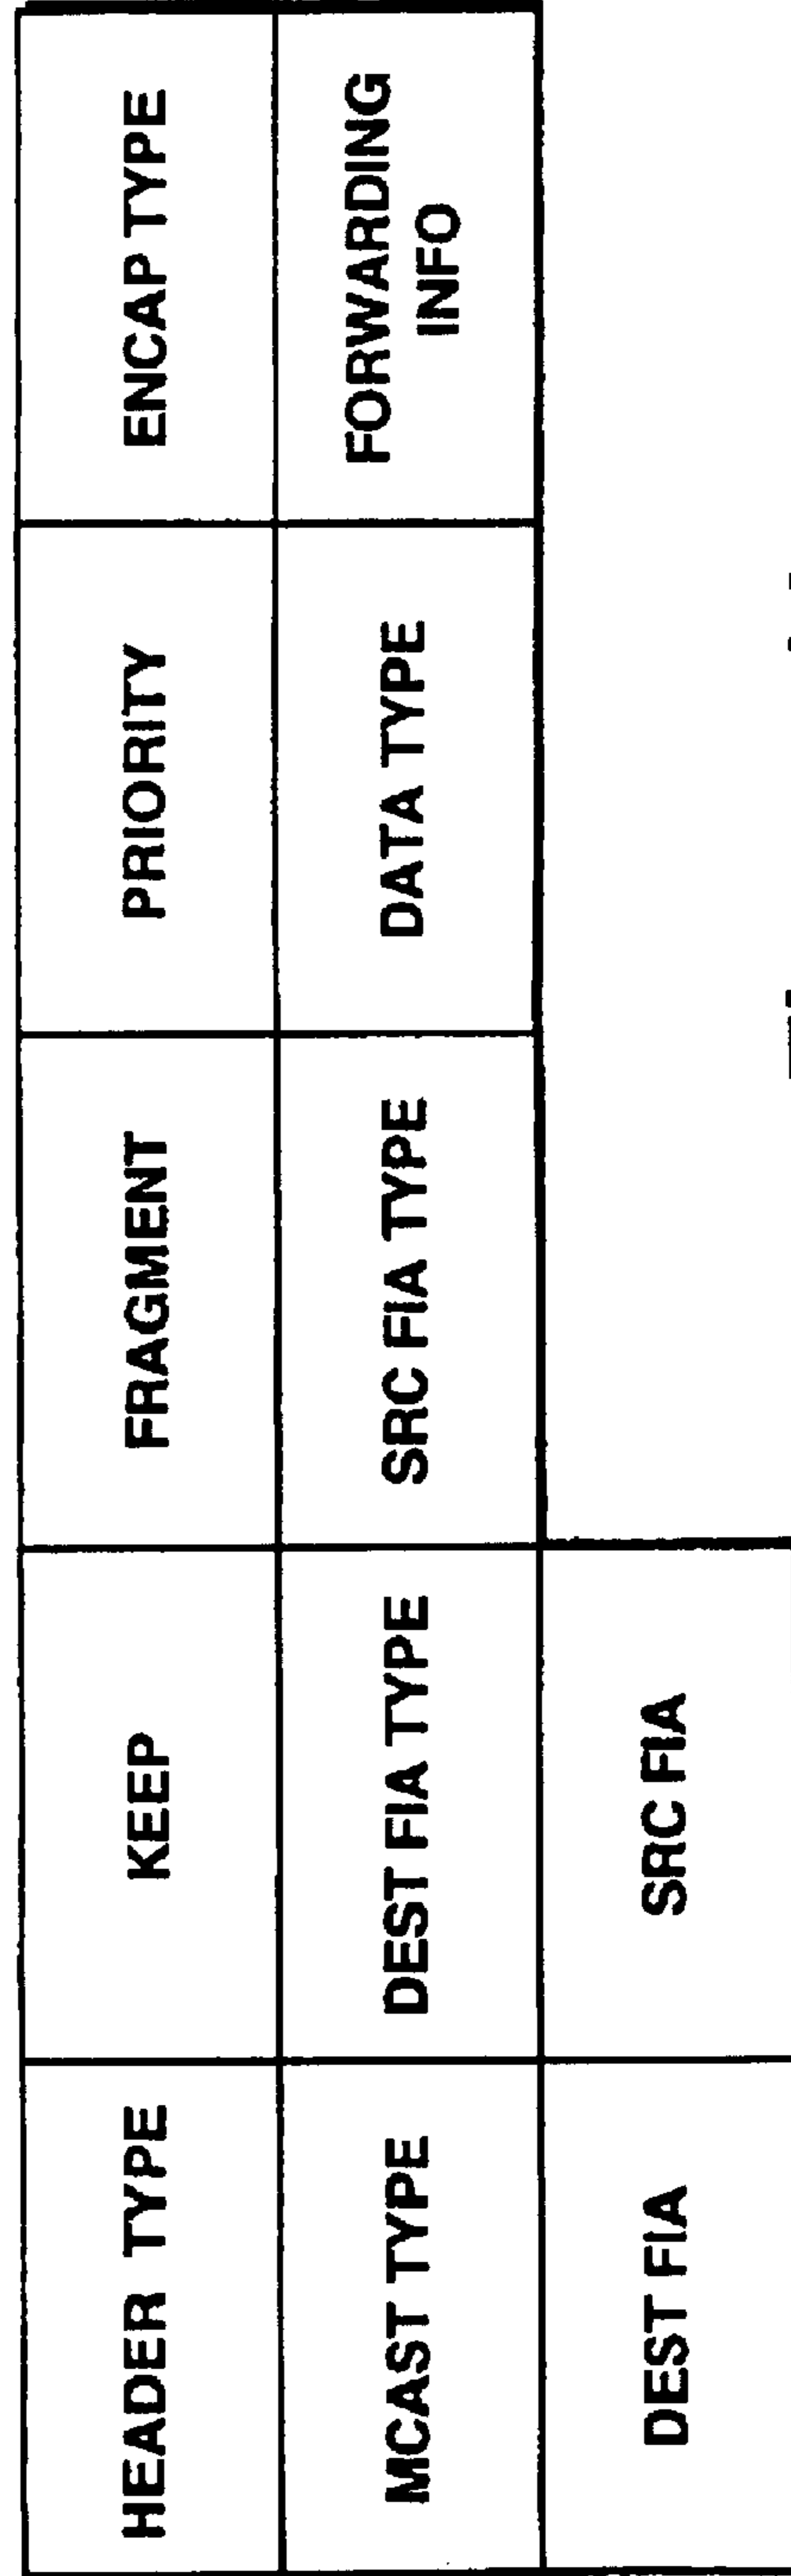 HEADER TYPE
KEEP
FRAGMENT
PRIORITY
ENCAP TYPE
MCAST TYPE
DEST FIA TYPE
SRC FIA TYPE
DATA TYPE
FORWARDING
INFO
DEST FIA
SRC FIA